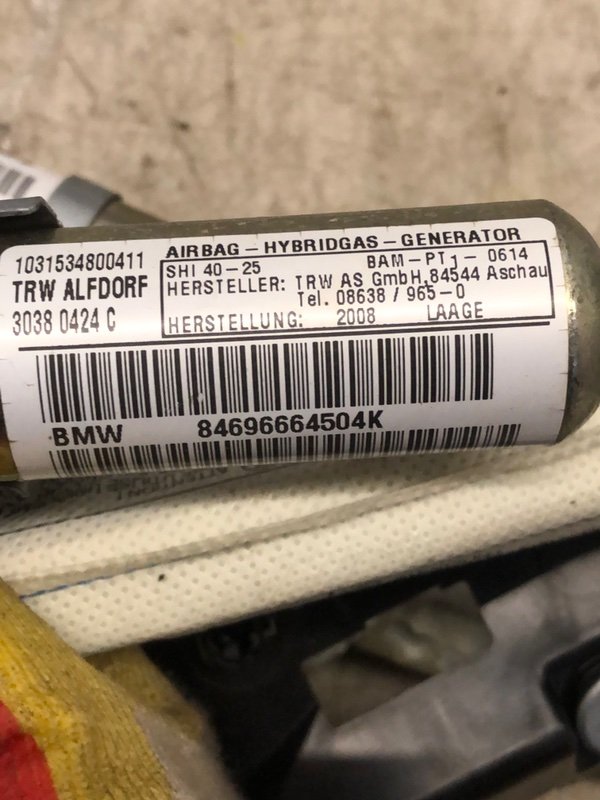 1031534800411
TRW ALFDORF
3038 0424 C
AIRBAG – HYBRIDGAS – GENERATOR
SHI 40–25 BAM–PT1– 0614
HERSTELLER: TRW AS GmbH,84544 Aschau
Tel. 08638 / 965–0
HERSTELLUNG: 2008 LAAGE
BMW 84696664504K